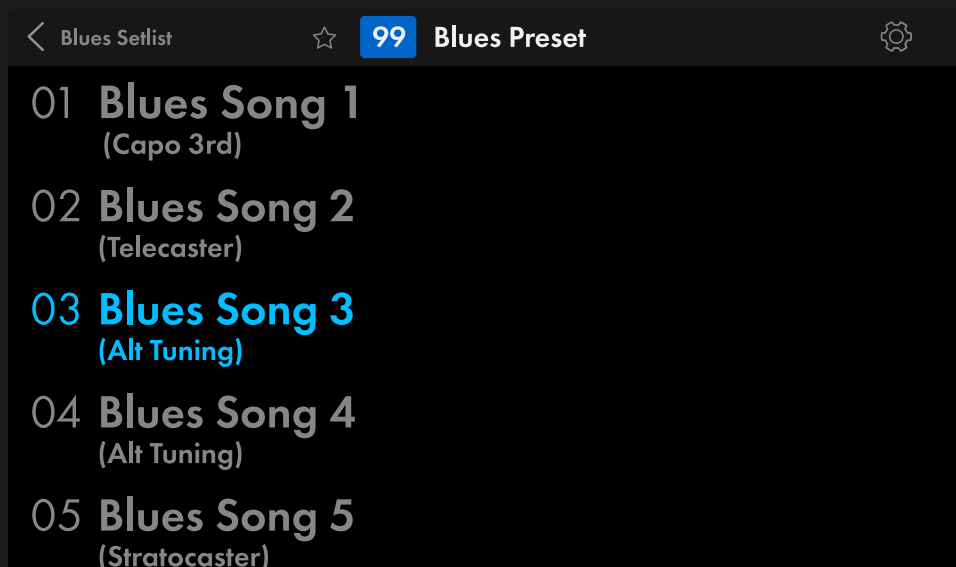 Blues Setlist 99 Blues Preset
01 Blues Song 1
(Capo 3rd)
02 Blues Song 2
(Telecaster)
03 Blues Song 3
(Alt Tuning)
04 Blues Song 4
(Alt Tuning)
05 Blues Song 5
(Stratocaster)